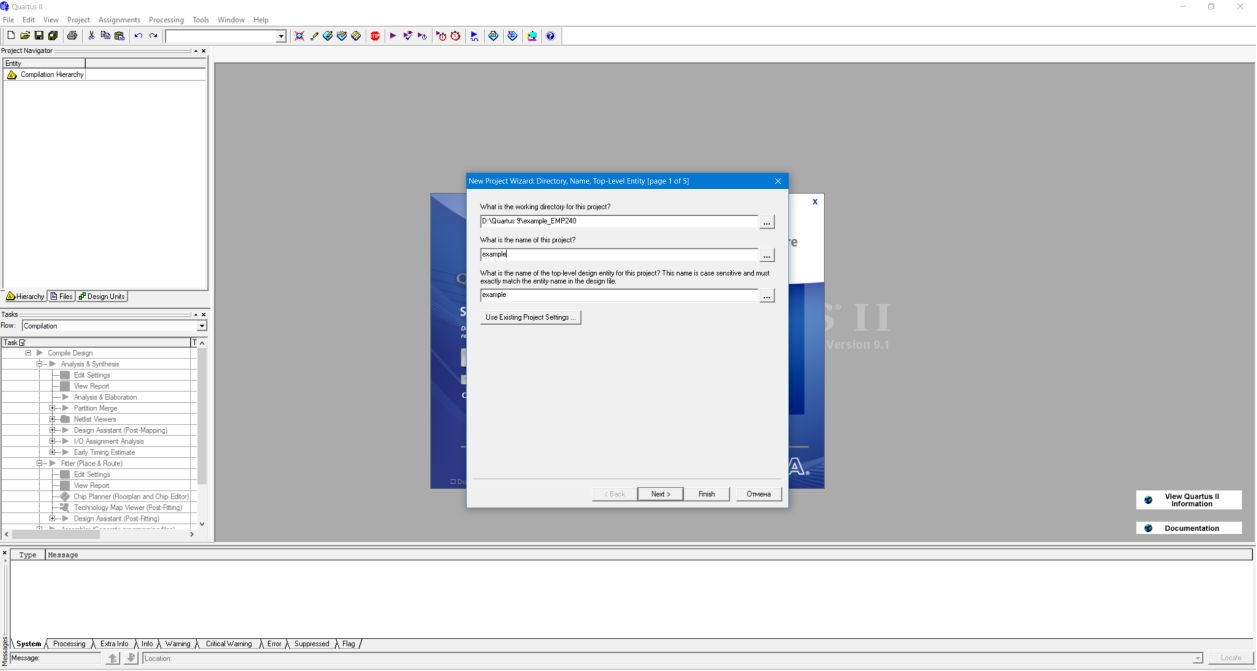 Quartus II
File Edit View Project Assignments Processing Tools Window Help
Project Navigator
Entity
Compilation Hierarchy
Hierarchy Files Design Units
Tasks
Flow: Compilation
Task
Compile Design
Analysis & Synthesis
Edit Settings
View Report
Analysis & Elaboration
Partition Merge
Netlist Viewers
Design Assistant (Post-Mapping)
I/O Assignment Analysis
Early Timing Estimate
Fitter (Place & Route)
Edit Settings
View Report
Chip Planner (Floorplan and Chip Editor)
Technology Map Viewer (Post-Fitting)
Design Assistant (Post-Fitting)
New Project Wizard: Directory, Name, Top-Level Entity [page 1 of 5]
What is the working directory for this project?
D:\Quartus 9\example_EMP240
...
What is the name of this project?
example
...
What is the name of the top-level design entity for this project? This name is case sensitive and must
exactly match the entity name in the design file.
example
...
Use Existing Project Settings ...
< Back Next > Finish Отмена
II
Version 9.1
View Quartus II
Information
Documentation
Type Message
System Processing Extra Info Info Warning Critical Warning Error Suppressed Flag
Messages
Message: Location: Locate